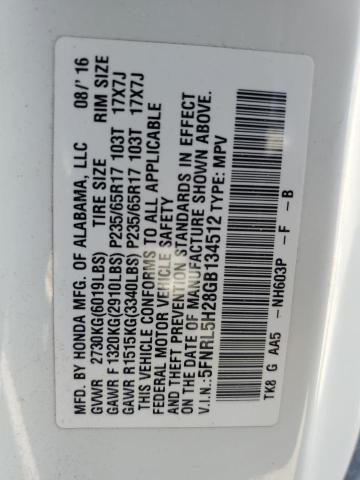 MFD. BY HONDA MFG. OF ALABAMA, LLC 08/'16
GVWR 2730KG(6019LBS) TIRE SIZE RIM SIZE
GAWR F 1320KG(2910LBS) P235/65R17 103T 17X7J
GAWR R1515KG(3340LBS) P235/65R17 103T 17X7J
THIS VEHICLE CONFORMS TO ALL APPLICABLE
FEDERAL MOTOR VEHICLE SAFETY AND
THEFT PREVENTION STANDARDS IN EFFECT
ON THE DATE OF MANUFACTURE SHOWN ABOVE.
V.I.N.:5FNRL5H28GB134512 TYPE: MPV
TK8 G AA5 -NH603P -F -B